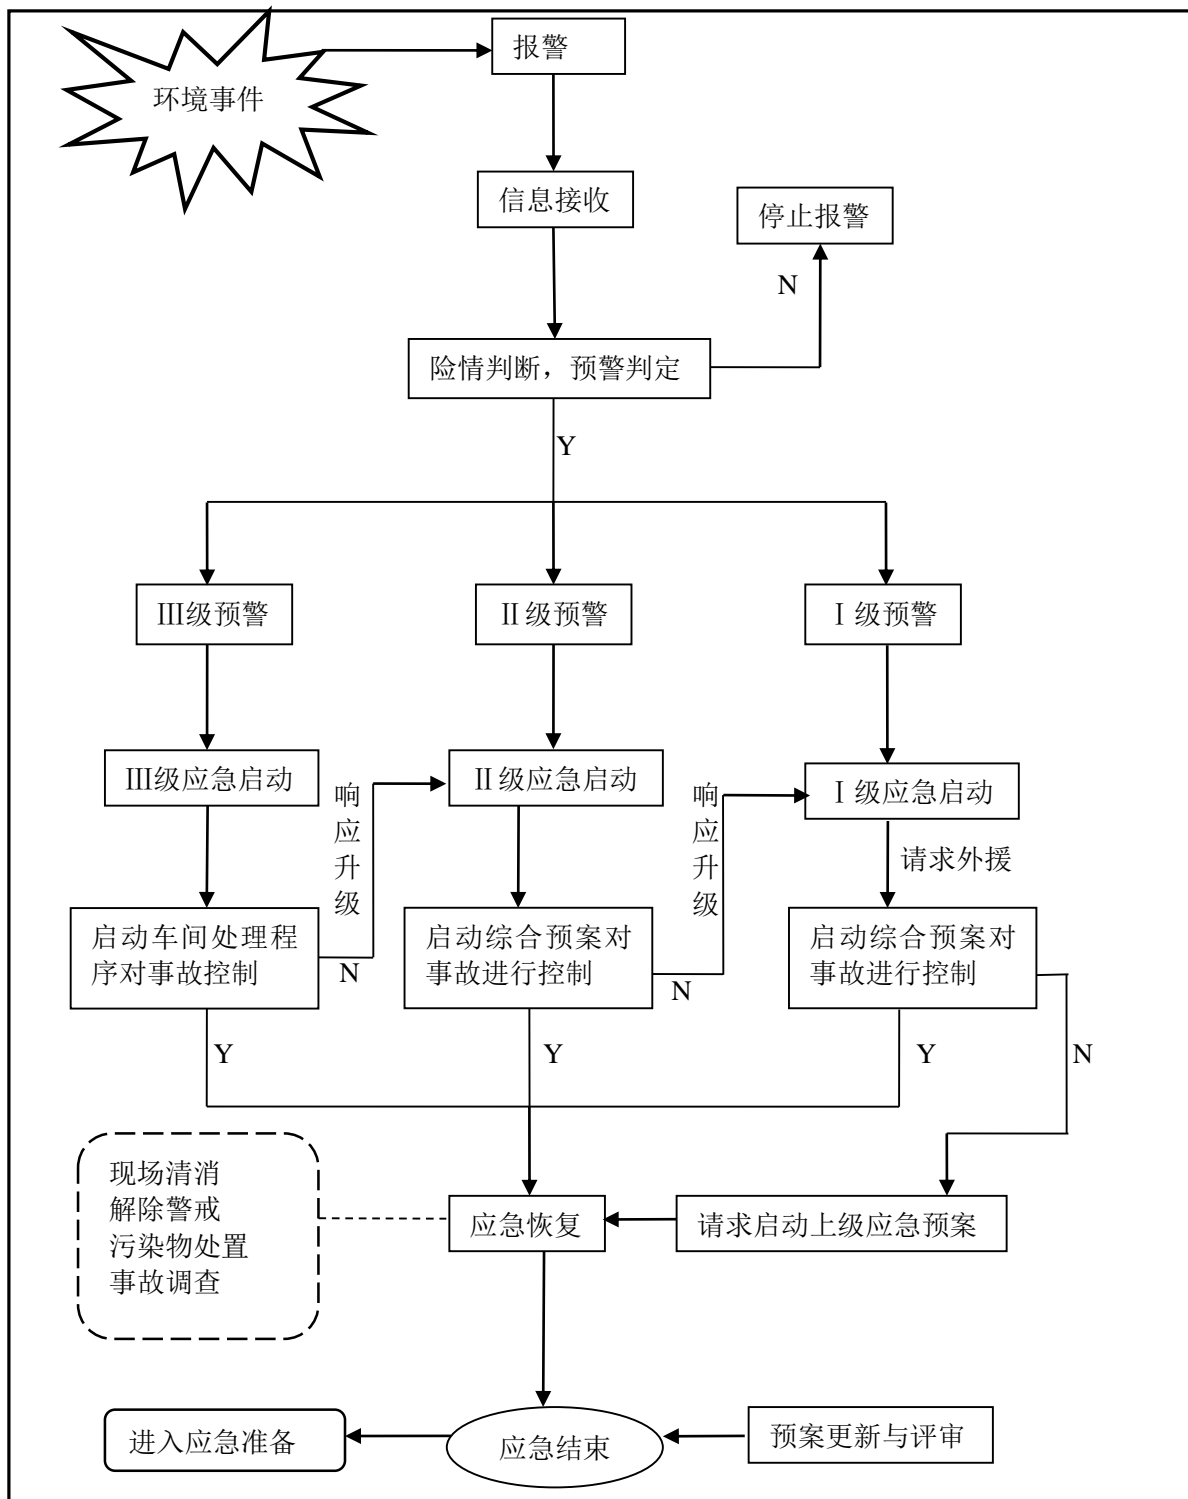 报警
环境事件
信息接收
停止报警
N
险情判断，预警判定
Y
Ⅲ级预警
Ⅱ级预警
Ⅰ级预警
Ⅲ级应急启动
响应升级
Ⅱ级应急启动
响应升级
Ⅰ级应急启动
请求外援
启动车间处理程
序对事故控制
N
启动综合预案对
事故进行控制
N
启动综合预案对
事故进行控制
Y
Y
Y
N
现场清消
解除警戒
污染物处置
事故调查
应急恢复
请求启动上级应急预案
进入应急准备
应急结束
预案更新与评审